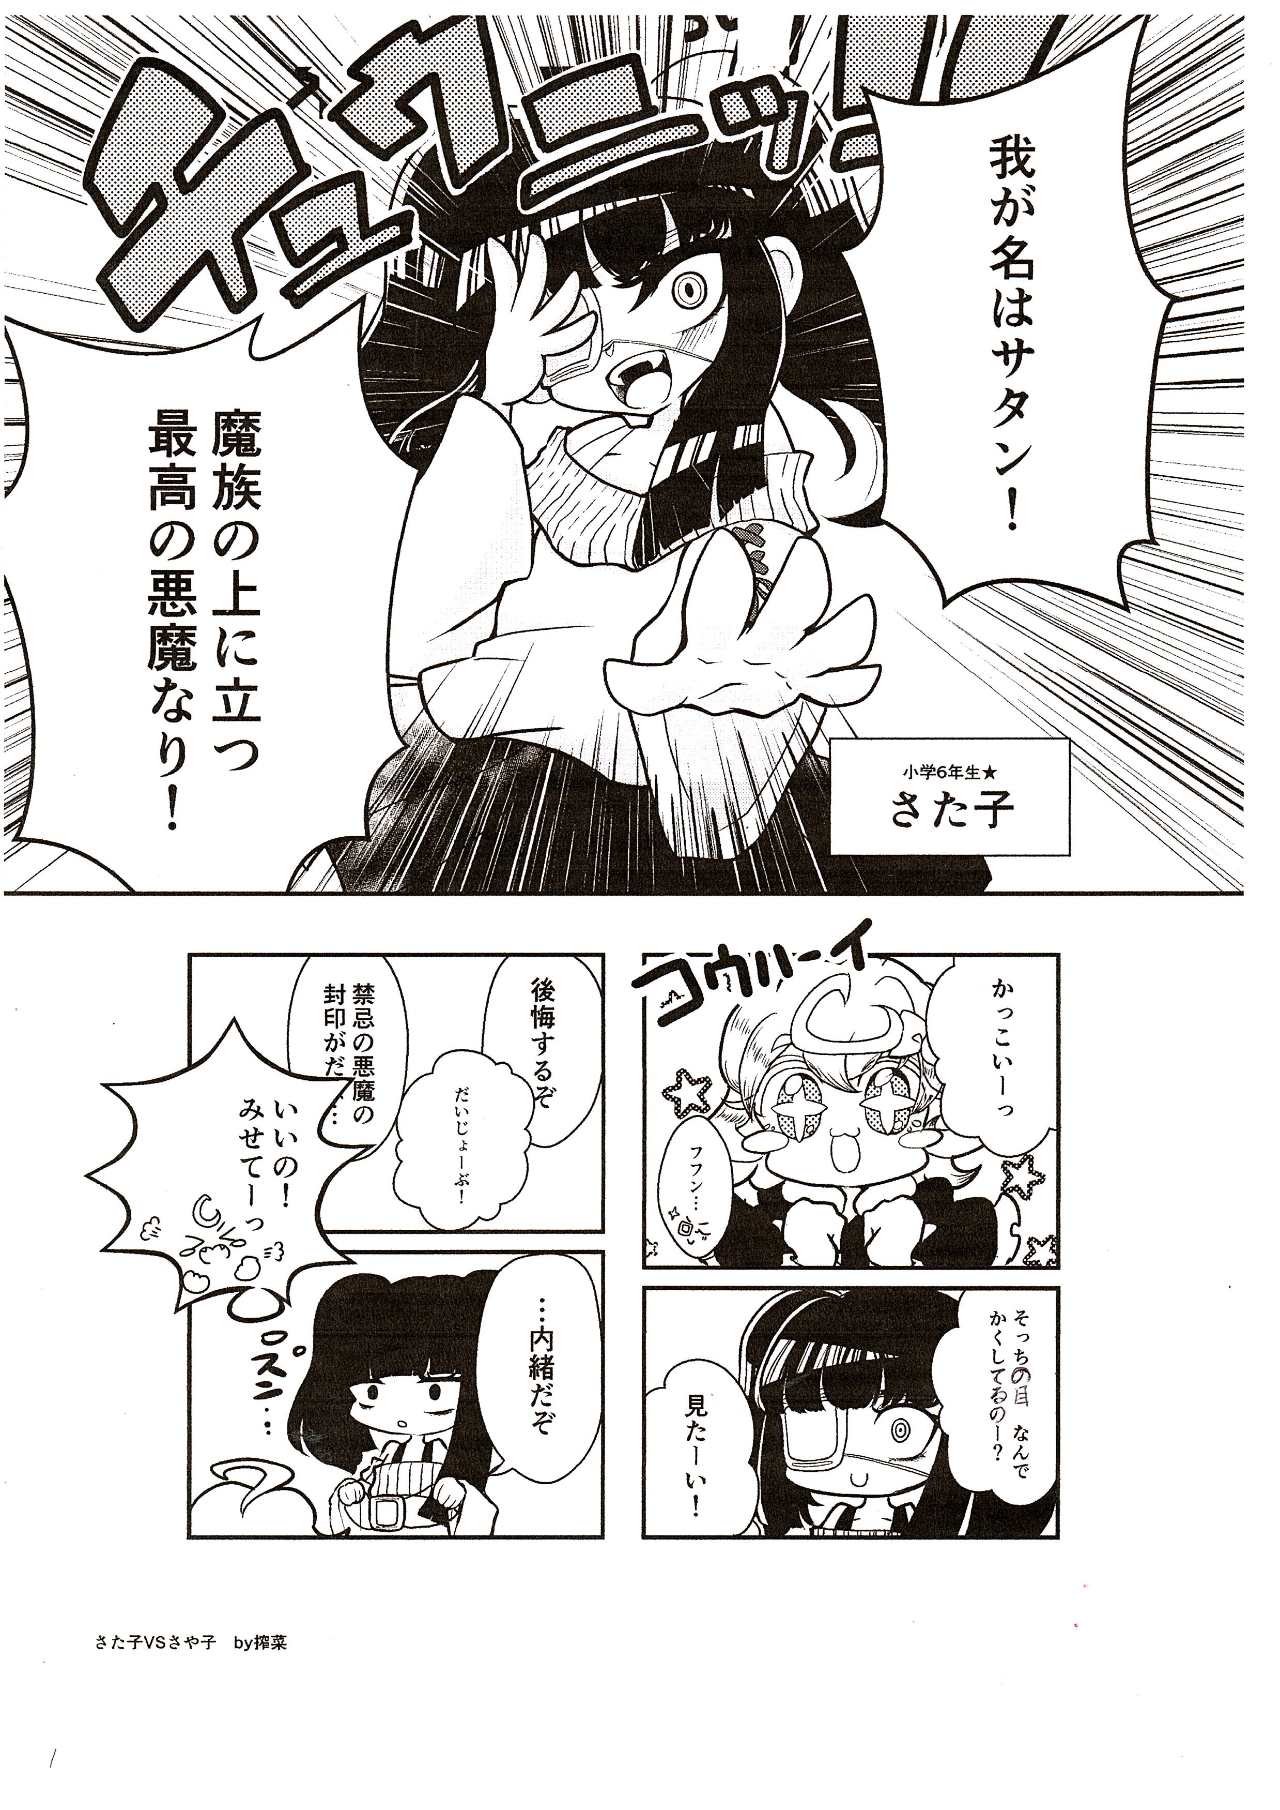 チュウニッ!!
我が名はサタン！
魔族の上に立つ
最高の悪魔なり！
小学6年生★
さた子
コウハーイ
かっこいーっ
フフン…
そっちの目 なんで
かくしてるのー？
見たーい！
後悔するぞ
だいじょーぶ！
禁忌の悪魔の
封印がだ……
いいの！
みせてーっ
…内緒だぞ
ズン…
さた子VSさや子　by搾菜